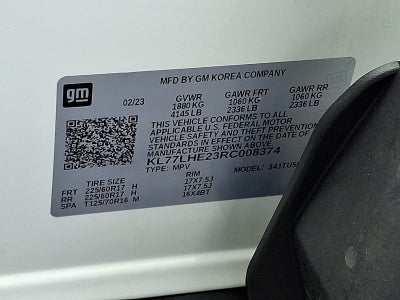 gm
MFD BY GM KOREA COMPANY
02/23 GVWR GAWR FRT GAWR RR
1880 KG 1060 KG 1060 KG
4145 LB 2336 LB 2336 LB
THIS VEHICLE CONFORMS TO ALL
APPLICABLE U.S. FEDERAL MOTOR
VEHICLE SAFETY AND THEFT PREVENTION
STANDARDS IN EFFECT ON THE DATE OF
MANUFACTURE SHOWN ABOVE.
KL77LHE23RC008374
TYPE: MPV MODEL: 341TU5
TIRE SIZE RIM
FRT 225/60R17 H 17X7.5J
RR 225/60R17 H 17X7.5J
SPA T125/70R16 M 16X4BT